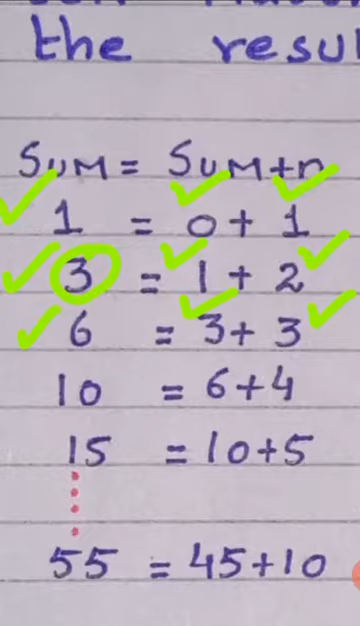 the resul
Sum = Sum+n
1 = 0 + 1
3 = 1 + 2
6 = 3 + 3
10 = 6+4
15 = 10+5
55 = 45+10